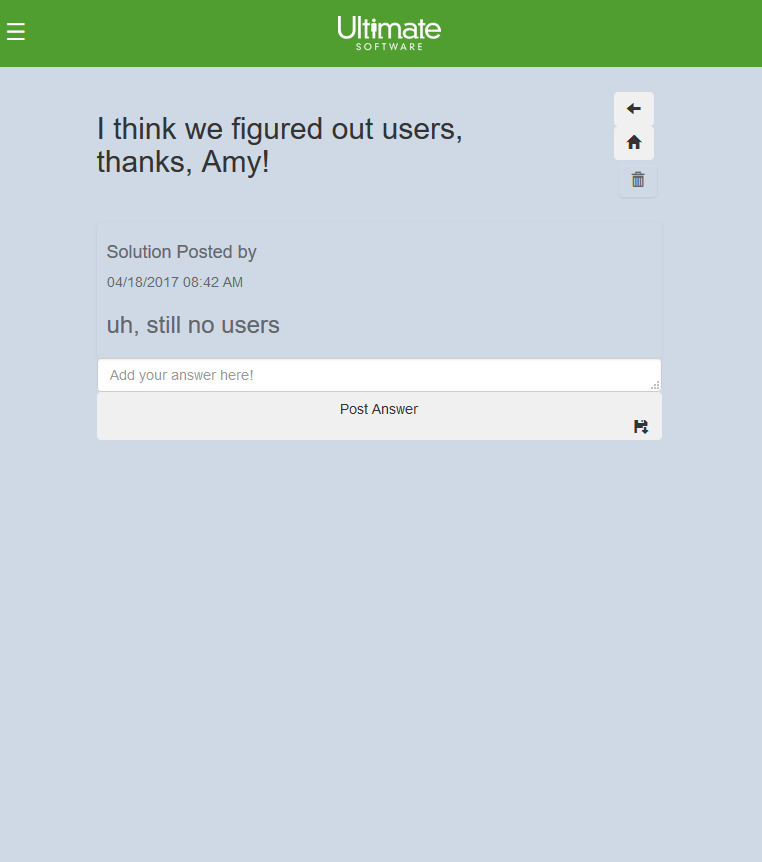 Ultimate
SOFTWARE
I think we figured out users,
thanks, Amy!
Solution Posted by
04/18/2017 08:42 AM
uh, still no users
Add your answer here!
Post Answer